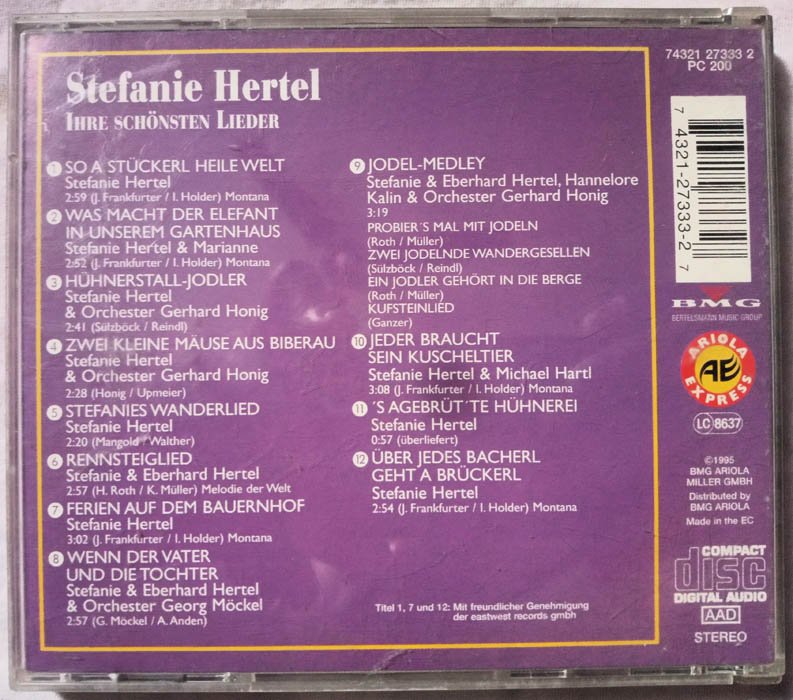 Stefanie Hertel
IHRE SCHÖNSTEN LIEDER
1 SO A STÜCKERL HEILE WELT
Stefanie Hertel
2:59 (J. Frankfurter / I. Holder) Montana
2 WAS MACHT DER ELEFANT
IN UNSEREM GARTENHAUS
Stefanie Hertel & Marianne
2:52 (J. Frankfurter / I. Holder) Montana
3 HÜHNERSTALL-JODLER
Stefanie Hertel
& Orchester Gerhard Honig
2:41 (Sülzböck / Reindl)
4 ZWEI KLEINE MÄUSE AUS BIBERAU
Stefanie Hertel
& Orchester Gerhard Honig
2:28 (Honig / Upmeier)
5 STEFANIES WANDERLIED
Stefanie Hertel
2:20 (Mangold / Walther)
6 RENNSTEIGLIED
Stefanie & Eberhard Hertel
2:57 (H. Roth / K. Müller) Melodie der Welt
7 FERIEN AUF DEM BAUERNHOF
Stefanie Hertel
3:02 (J. Frankfurter / I. Holder) Montana
8 WENN DER VATER
UND DIE TOCHTER
Stefanie & Eberhard Hertel
& Orchester Georg Möckel
2:57 (G. Möckel / A. Anden)
9 JODEL-MEDLEY
Stefanie & Eberhard Hertel, Hannelore
Kalin & Orchester Gerhard Honig
3:19
PROBIER´S MAL MIT JODELN
(Roth / Müller)
ZWEI JODELNDE WANDERGESELLEN
(Sülzböck / Reindl)
EIN JODLER GEHÖRT IN DIE BERGE
(Roth / Müller)
KUFSTEINLIED
(Ganzer)
10 JEDER BRAUCHT
SEIN KUSCHELTIER
Stefanie Hertel & Michael Hartl
3:08 (J. Frankfurter / I. Holder) Montana
11 ´S AGEBRÜT´TE HÜHNEREI
Stefanie Hertel
0:57 (überliefert)
12 ÜBER JEDES BACHERL
GEHT A BRÜCKERL
Stefanie Hertel
2:54 (J. Frankfurter / I. Holder) Montana
Titel 1, 7 und 12: Mit freundlicher Genehmigung
der eastwest records gmbh
74321 27333 2
PC 200
7 4321-27333-2 7
BMG
BERTELSMANN MUSIC GROUP
ARIOLA
AE
EXPRESS
LC 8637
©1995
BMG ARIOLA
MILLER GMBH
Distributed by
BMG ARIOLA
Made in the EC
COMPACT
disc
DIGITAL AUDIO
AAD
STEREO